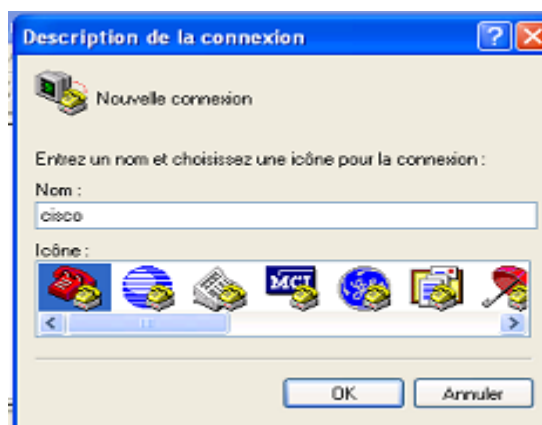 Description de la connexion
Nouvelle connexion
Entrez un nom et choisissez une icône pour la connexion :
Nom :
cisco
Icône :
MCI
OK Annuler